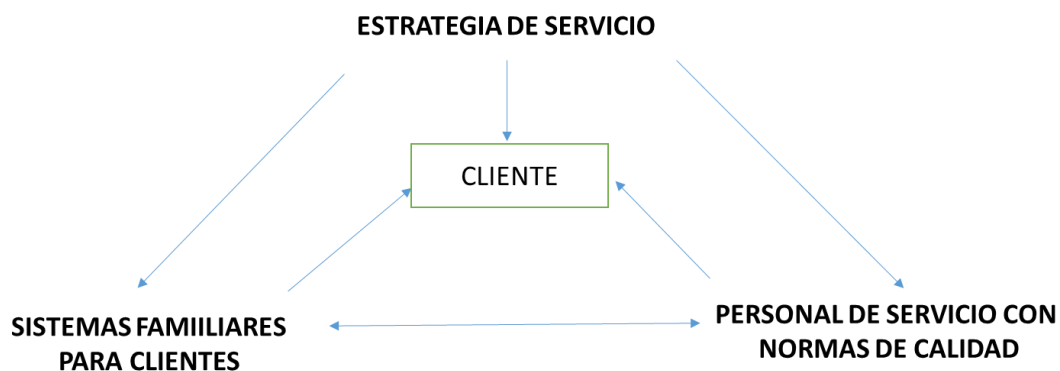 ESTRATEGIA DE SERVICIO
CLIENTE
SISTEMAS FAMIILIARES
PARA CLIENTES
PERSONAL DE SERVICIO CON
NORMAS DE CALIDAD